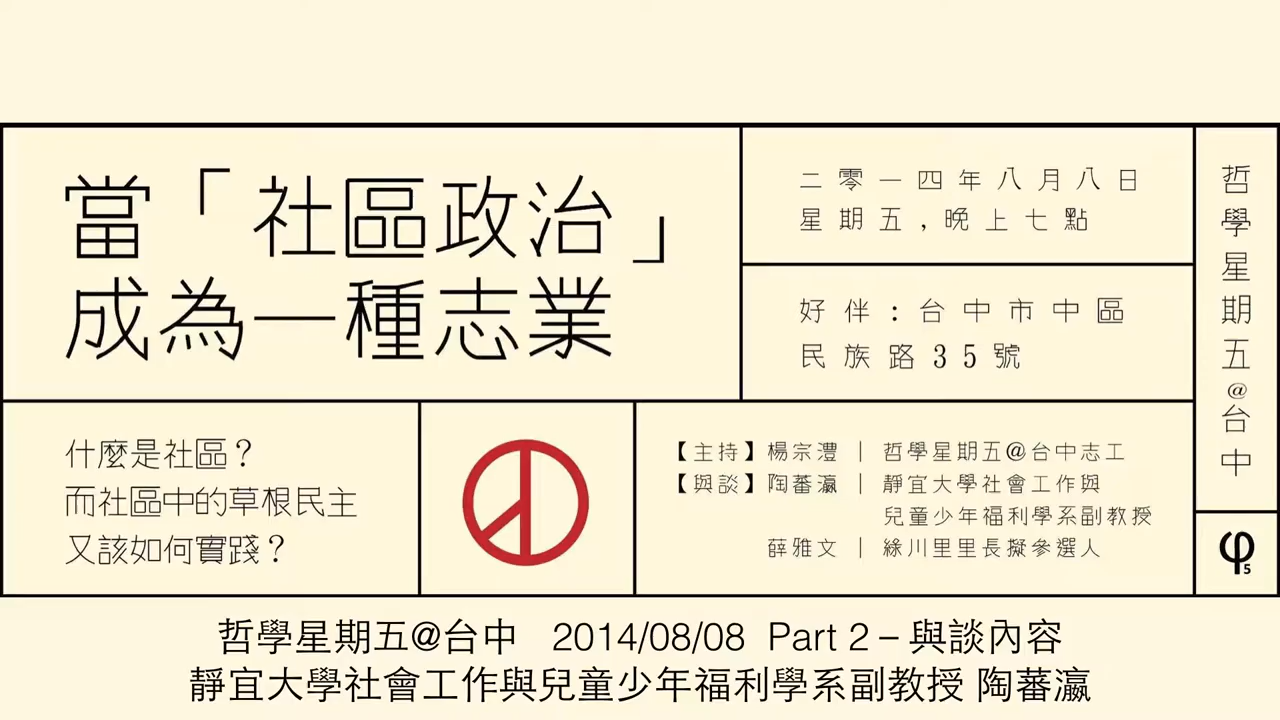 當「社區政治」
成為一種志業
二零一四年八月八日
星期五,晚上七點
好伴:台中市中區
民族路35號
哲學星期五@台中
什麼是社區?
而社區中的草根民主
又該如何實踐?
【主持】楊宗澧 | 哲學星期五@台中志工
【與談】陶蕃瀛 | 靜宜大學社會工作與
兒童少年福利學系副教授
薛雅文 | 綠川里里長擬參選人
φ5
哲學星期五@台中 2014/08/08 Part 2 – 與談內容
靜宜大學社會工作與兒童少年福利學系副教授 陶蕃瀛